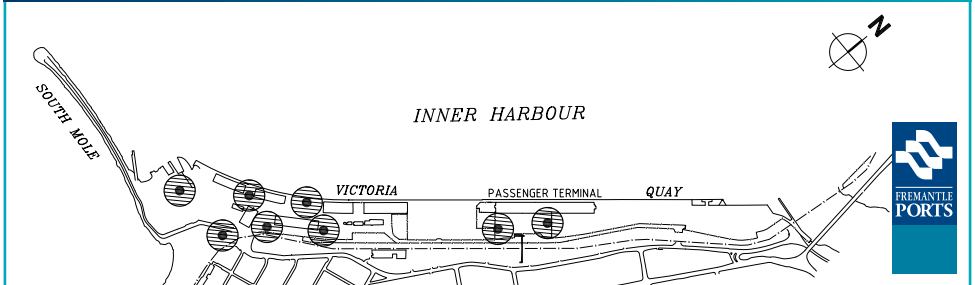 N
INNER HARBOUR
SOUTH MOLE
VICTORIA
PASSENGER TERMINAL
QUAY
FREMANTLE
PORTS